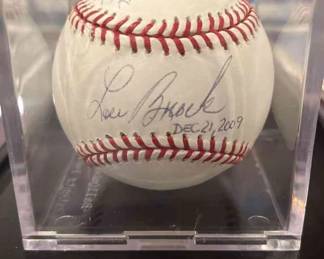 Lou Brock
DEC 21, 2009